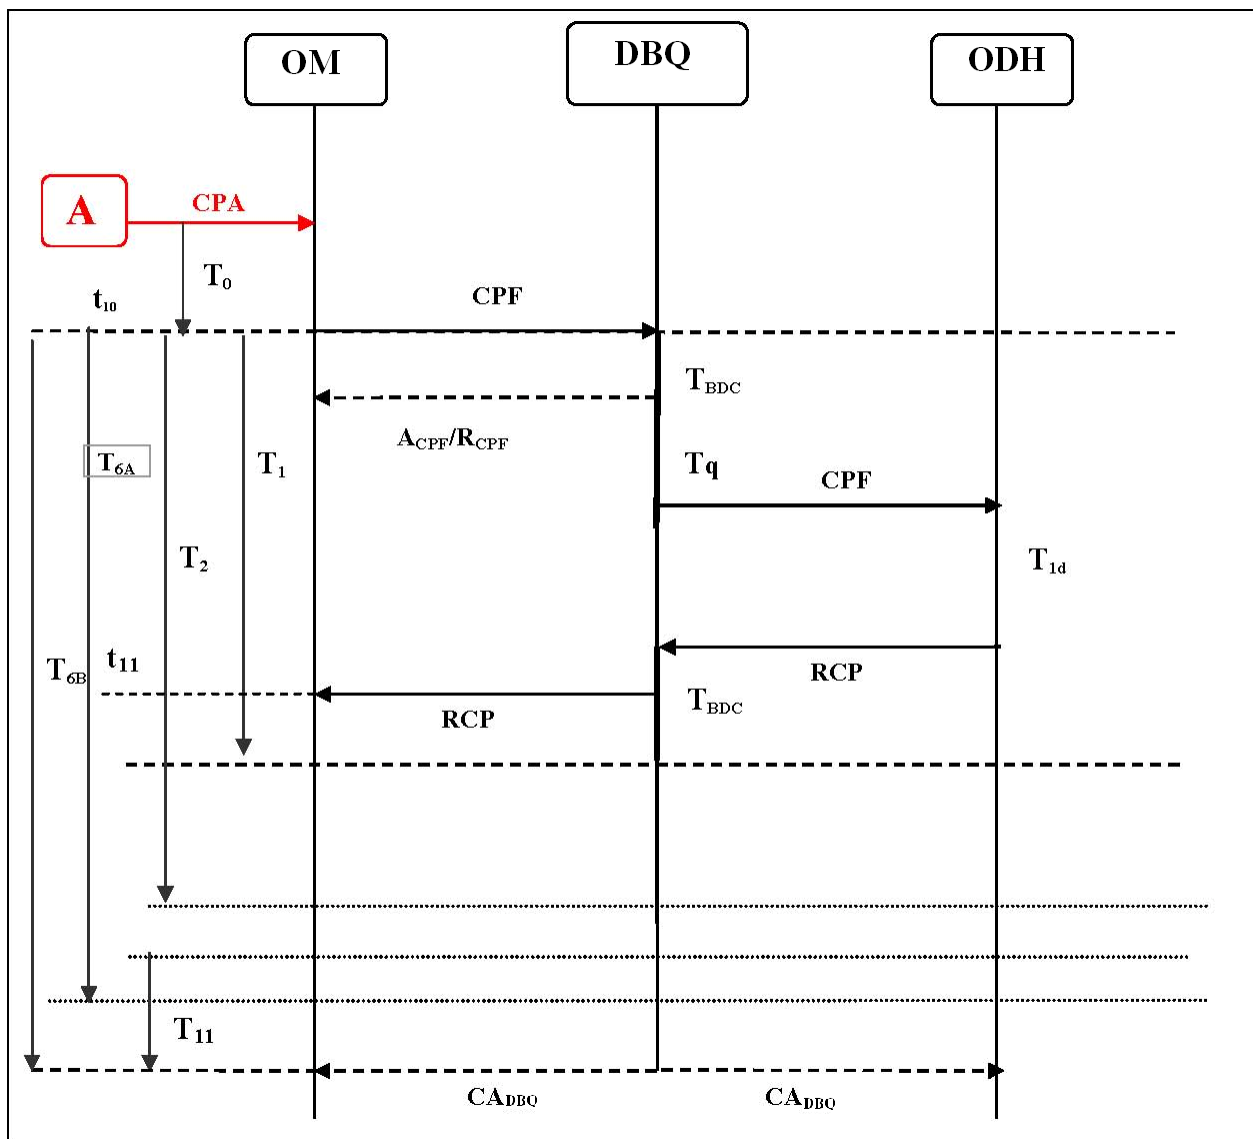 OM
DBQ
ODH
A
CPA
T0
t10
CPF
TBDC
ACPF/RCPF
T6A
T1
Tq
CPF
T2
T1d
T6B
t11
RCP
TBDC
RCP
T11
CADBQ
CADBQ